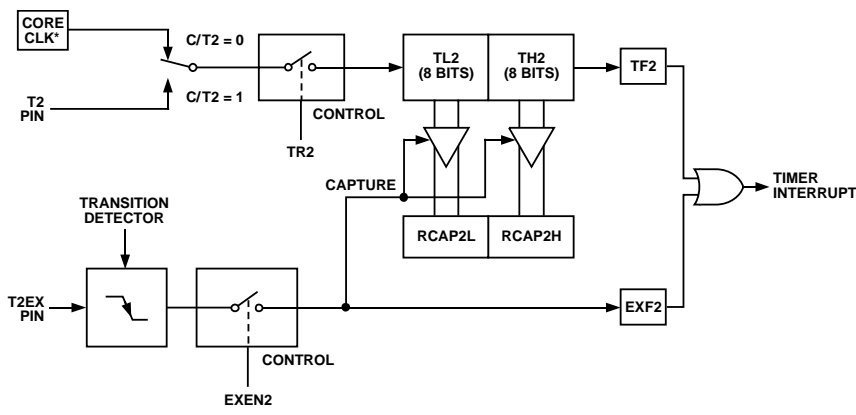 CORE
CLK*
C/T2 = 0
TL2
(8 BITS)
TH2
(8 BITS)
TF2
T2
PIN
C/T2 = 1
CONTROL
TR2
CAPTURE
TIMER
INTERRUPT
TRANSITION
DETECTOR
RCAP2L
RCAP2H
T2EX
PIN
EXF2
CONTROL
EXEN2